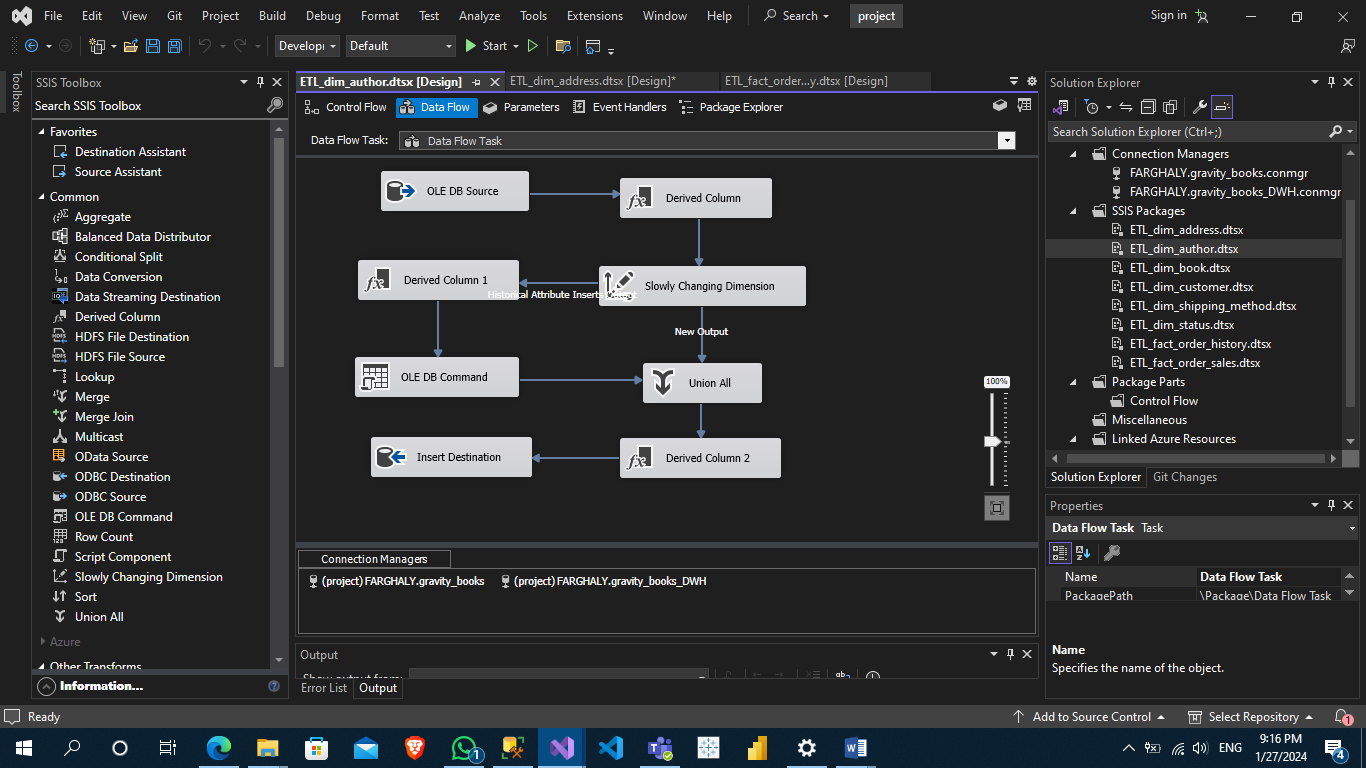 File Edit View Git Project Build Debug Format Test Analyze Tools Extensions Window Help Search project Sign in
Developr Default Start
Toolbox
SSIS Toolbox
Search SSIS Toolbox
Favorites
Destination Assistant
Source Assistant
Common
Aggregate
Balanced Data Distributor
Conditional Split
Data Conversion
Data Streaming Destination
Derived Column
HDFS File Destination
HDFS File Source
Lookup
Merge
Merge Join
Multicast
OData Source
ODBC Destination
ODBC Source
OLE DB Command
Row Count
Script Component
Slowly Changing Dimension
Sort
Union All
Azure
Other Transforms
Information...
ETL_dim_author.dtsx [Design] ETL_dim_address.dtsx [Design]* ETL_fact_order...y.dtsx [Design]
Control Flow Data Flow Parameters Event Handlers Package Explorer
Data Flow Task: Data Flow Task
OLE DB Source
Derived Column
Derived Column 1
Slowly Changing Dimension
Historical Attribute Inserts Output
New Output
OLE DB Command
Union All
Insert Destination
Derived Column 2
100%
Connection Managers
(project) FARGHALY.gravity_books (project) FARGHALY.gravity_books_DWH
Output
Show output from:
Error List Output
Solution Explorer
Search Solution Explorer (Ctrl+;)
Connection Managers
FARGHALY.gravity_books.conmgr
FARGHALY.gravity_books_DWH.conmgr
SSIS Packages
ETL_dim_address.dtsx
ETL_dim_author.dtsx
ETL_dim_book.dtsx
ETL_dim_customer.dtsx
ETL_dim_shipping_method.dtsx
ETL_dim_status.dtsx
ETL_fact_order_history.dtsx
ETL_fact_order_sales.dtsx
Package Parts
Control Flow
Miscellaneous
Linked Azure Resources
Solution Explorer Git Changes
Properties
Data Flow Task Task
Name Data Flow Task
PackagePath \Package\Data Flow Task
Name
Specifies the name of the object.
Ready Add to Source Control Select Repository 1
1 ENG 9:16 PM
1/27/2024 4